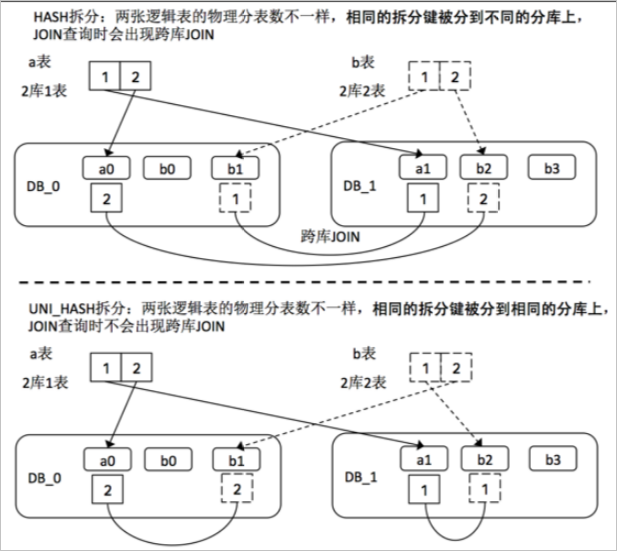 HASH拆分：两张逻辑表的物理分表数不一样，相同的拆分键被分到不同的分库上，
JOIN查询时会出现跨库JOIN
a表
1 2
b表
1 2
2库1表
2库2表
DB_0
a0
b0
b1
2
1
DB_1
a1
b2
b3
1
2
跨库JOIN
UNI_HASH拆分：两张逻辑表的物理分表数不一样，相同的拆分键被分到相同的分库上，
JOIN查询时不会出现跨库JOIN
a表
1 2
b表
1 2
2库1表
2库2表
DB_0
a0
b0
b1
2
2
DB_1
a1
b2
b3
1
1